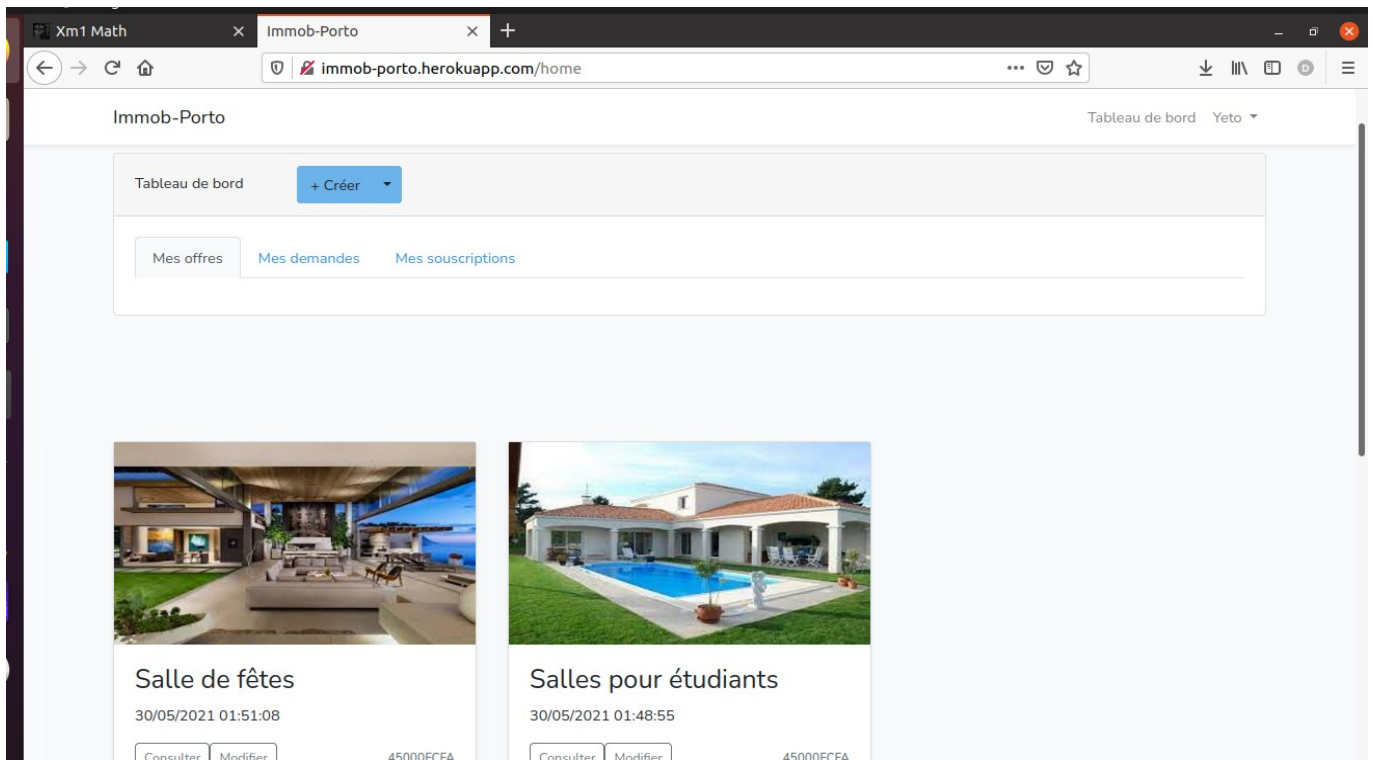 Xm1 Math
Immob-Porto
immob-porto.herokuapp.com/home
D
Immob-Porto
Tableau de bord Yeto
Tableau de bord + Créer
Mes offres Mes demandes Mes souscriptions
Salle de fêtes Salles pour étudiants
30/05/2021 01:51:08 30/05/2021 01:48:55
Consulter Modifier 45000FCFA Consulter Modifier 45000FCFA